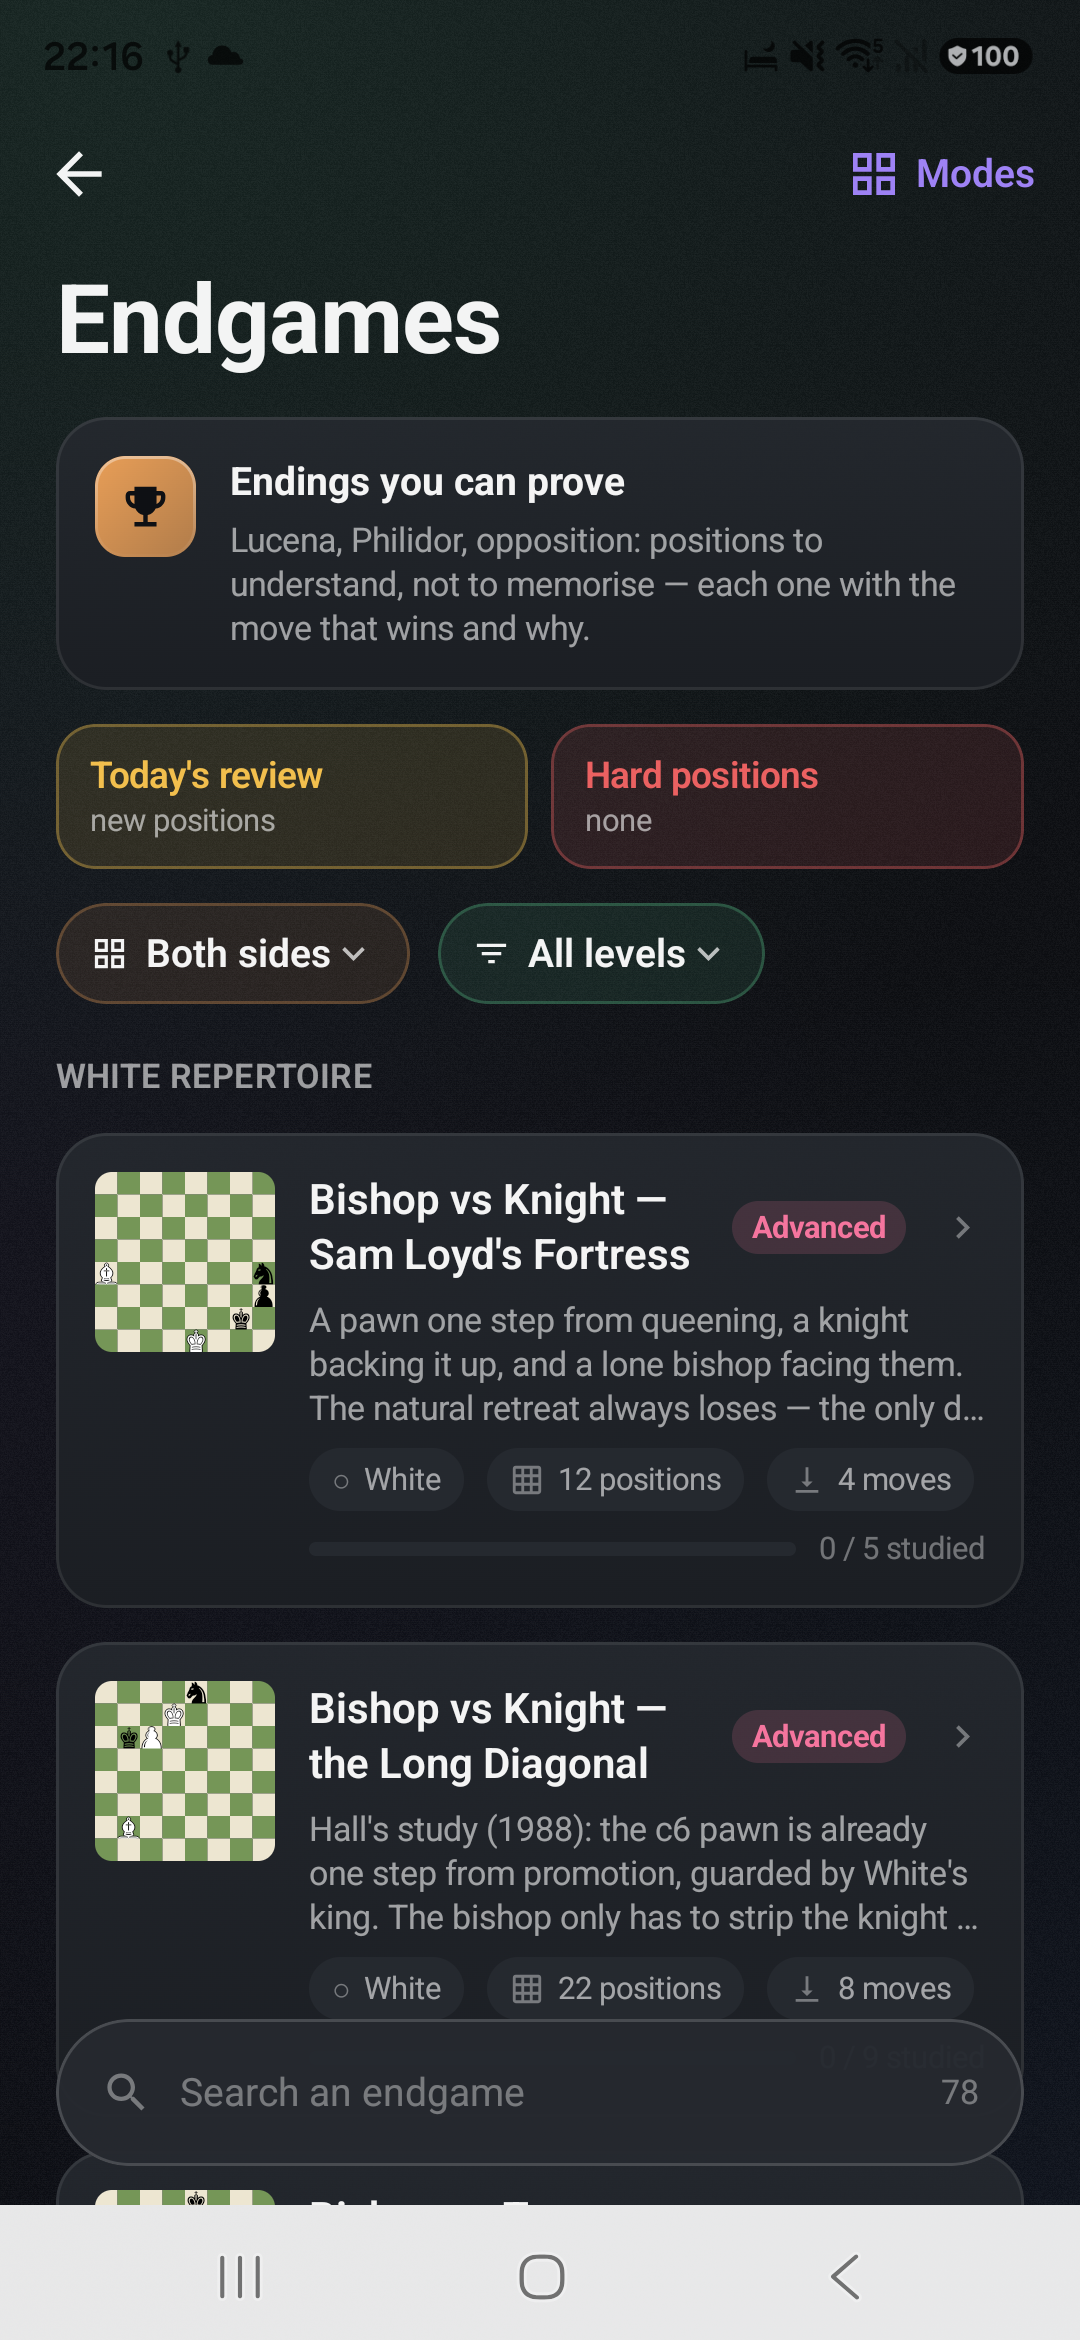 22:16
5
100
Modes
Endgames
Endings you can prove
Lucena, Philidor, opposition: positions to
understand, not to memorise — each one with the
move that wins and why.
Today's review
new positions
Hard positions
none
Both sides
All levels
WHITE REPERTOIRE
Bishop vs Knight —
Sam Loyd's Fortress
Advanced
A pawn one step from queening, a knight
backing it up, and a lone bishop facing them.
The natural retreat always loses — the only d...
White
12 positions
4 moves
0 / 5 studied
Bishop vs Knight —
the Long Diagonal
Advanced
Hall's study (1988): the c6 pawn is already
one step from promotion, guarded by White's
king. The bishop only has to strip the knight ...
White
22 positions
8 moves
0 / 9 studied
Search an endgame
78